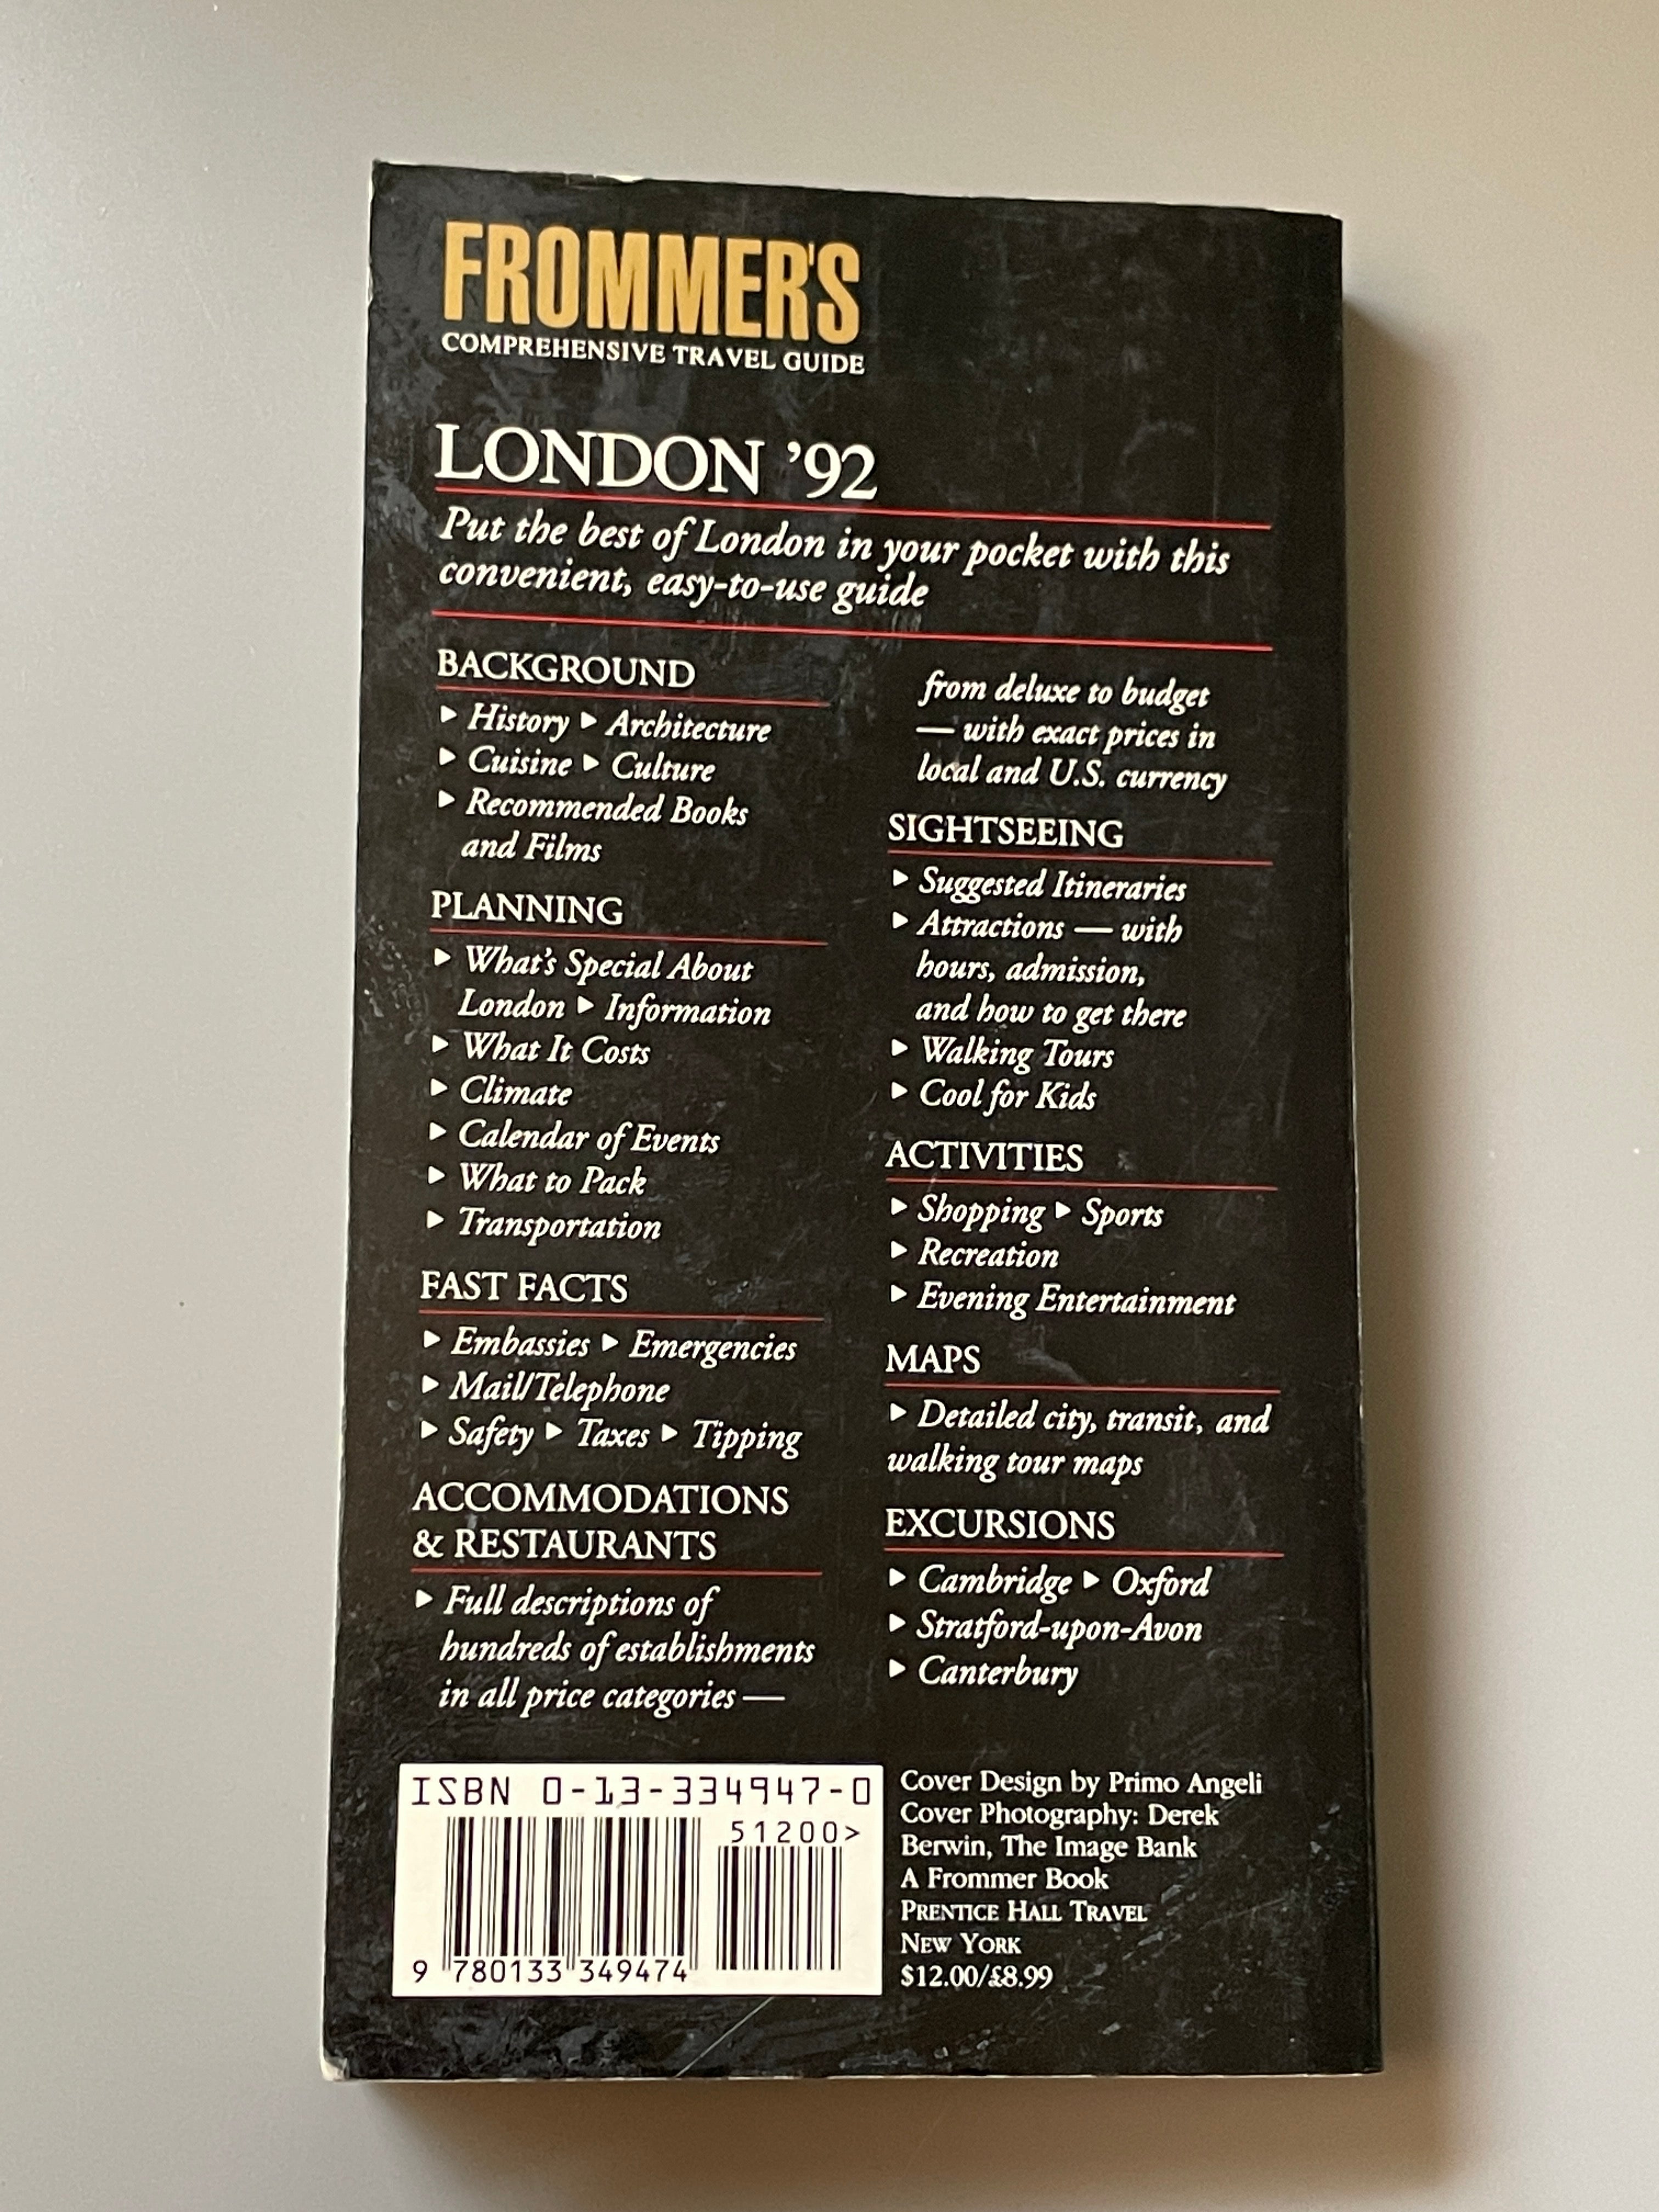 FROMMER'S
COMPREHENSIVE TRAVEL GUIDE
LONDON ’92
Put the best of London in your pocket with this
convenient, easy-to-use guide
BACKGROUND
▶ History ▶ Architecture
▶ Cuisine ▶ Culture
▶ Recommended Books
and Films
PLANNING
▶ What's Special About
London ▶ Information
▶ What It Costs
▶ Climate
▶ Calendar of Events
▶ What to Pack
▶ Transportation
FAST FACTS
▶ Embassies ▶ Emergencies
▶ Mail/Telephone
▶ Safety ▶ Taxes ▶ Tipping
ACCOMMODATIONS
& RESTAURANTS
▶ Full descriptions of
hundreds of establishments
in all price categories —
from deluxe to budget
— with exact prices in
local and U.S. currency
SIGHTSEEING
▶ Suggested Itineraries
▶ Attractions — with
hours, admission,
and how to get there
▶ Walking Tours
▶ Cool for Kids
ACTIVITIES
▶ Shopping ▶ Sports
▶ Recreation
▶ Evening Entertainment
MAPS
▶ Detailed city, transit, and
walking tour maps
EXCURSIONS
▶ Cambridge ▶ Oxford
▶ Stratford-upon-Avon
▶ Canterbury
ISBN 0-13-334947-0
51200>
9 780133 349474
Cover Design by Primo Angeli
Cover Photography: Derek
Berwin, The Image Bank
A Frommer Book
PRENTICE HALL TRAVEL
NEW YORK
$12.00/£8.99